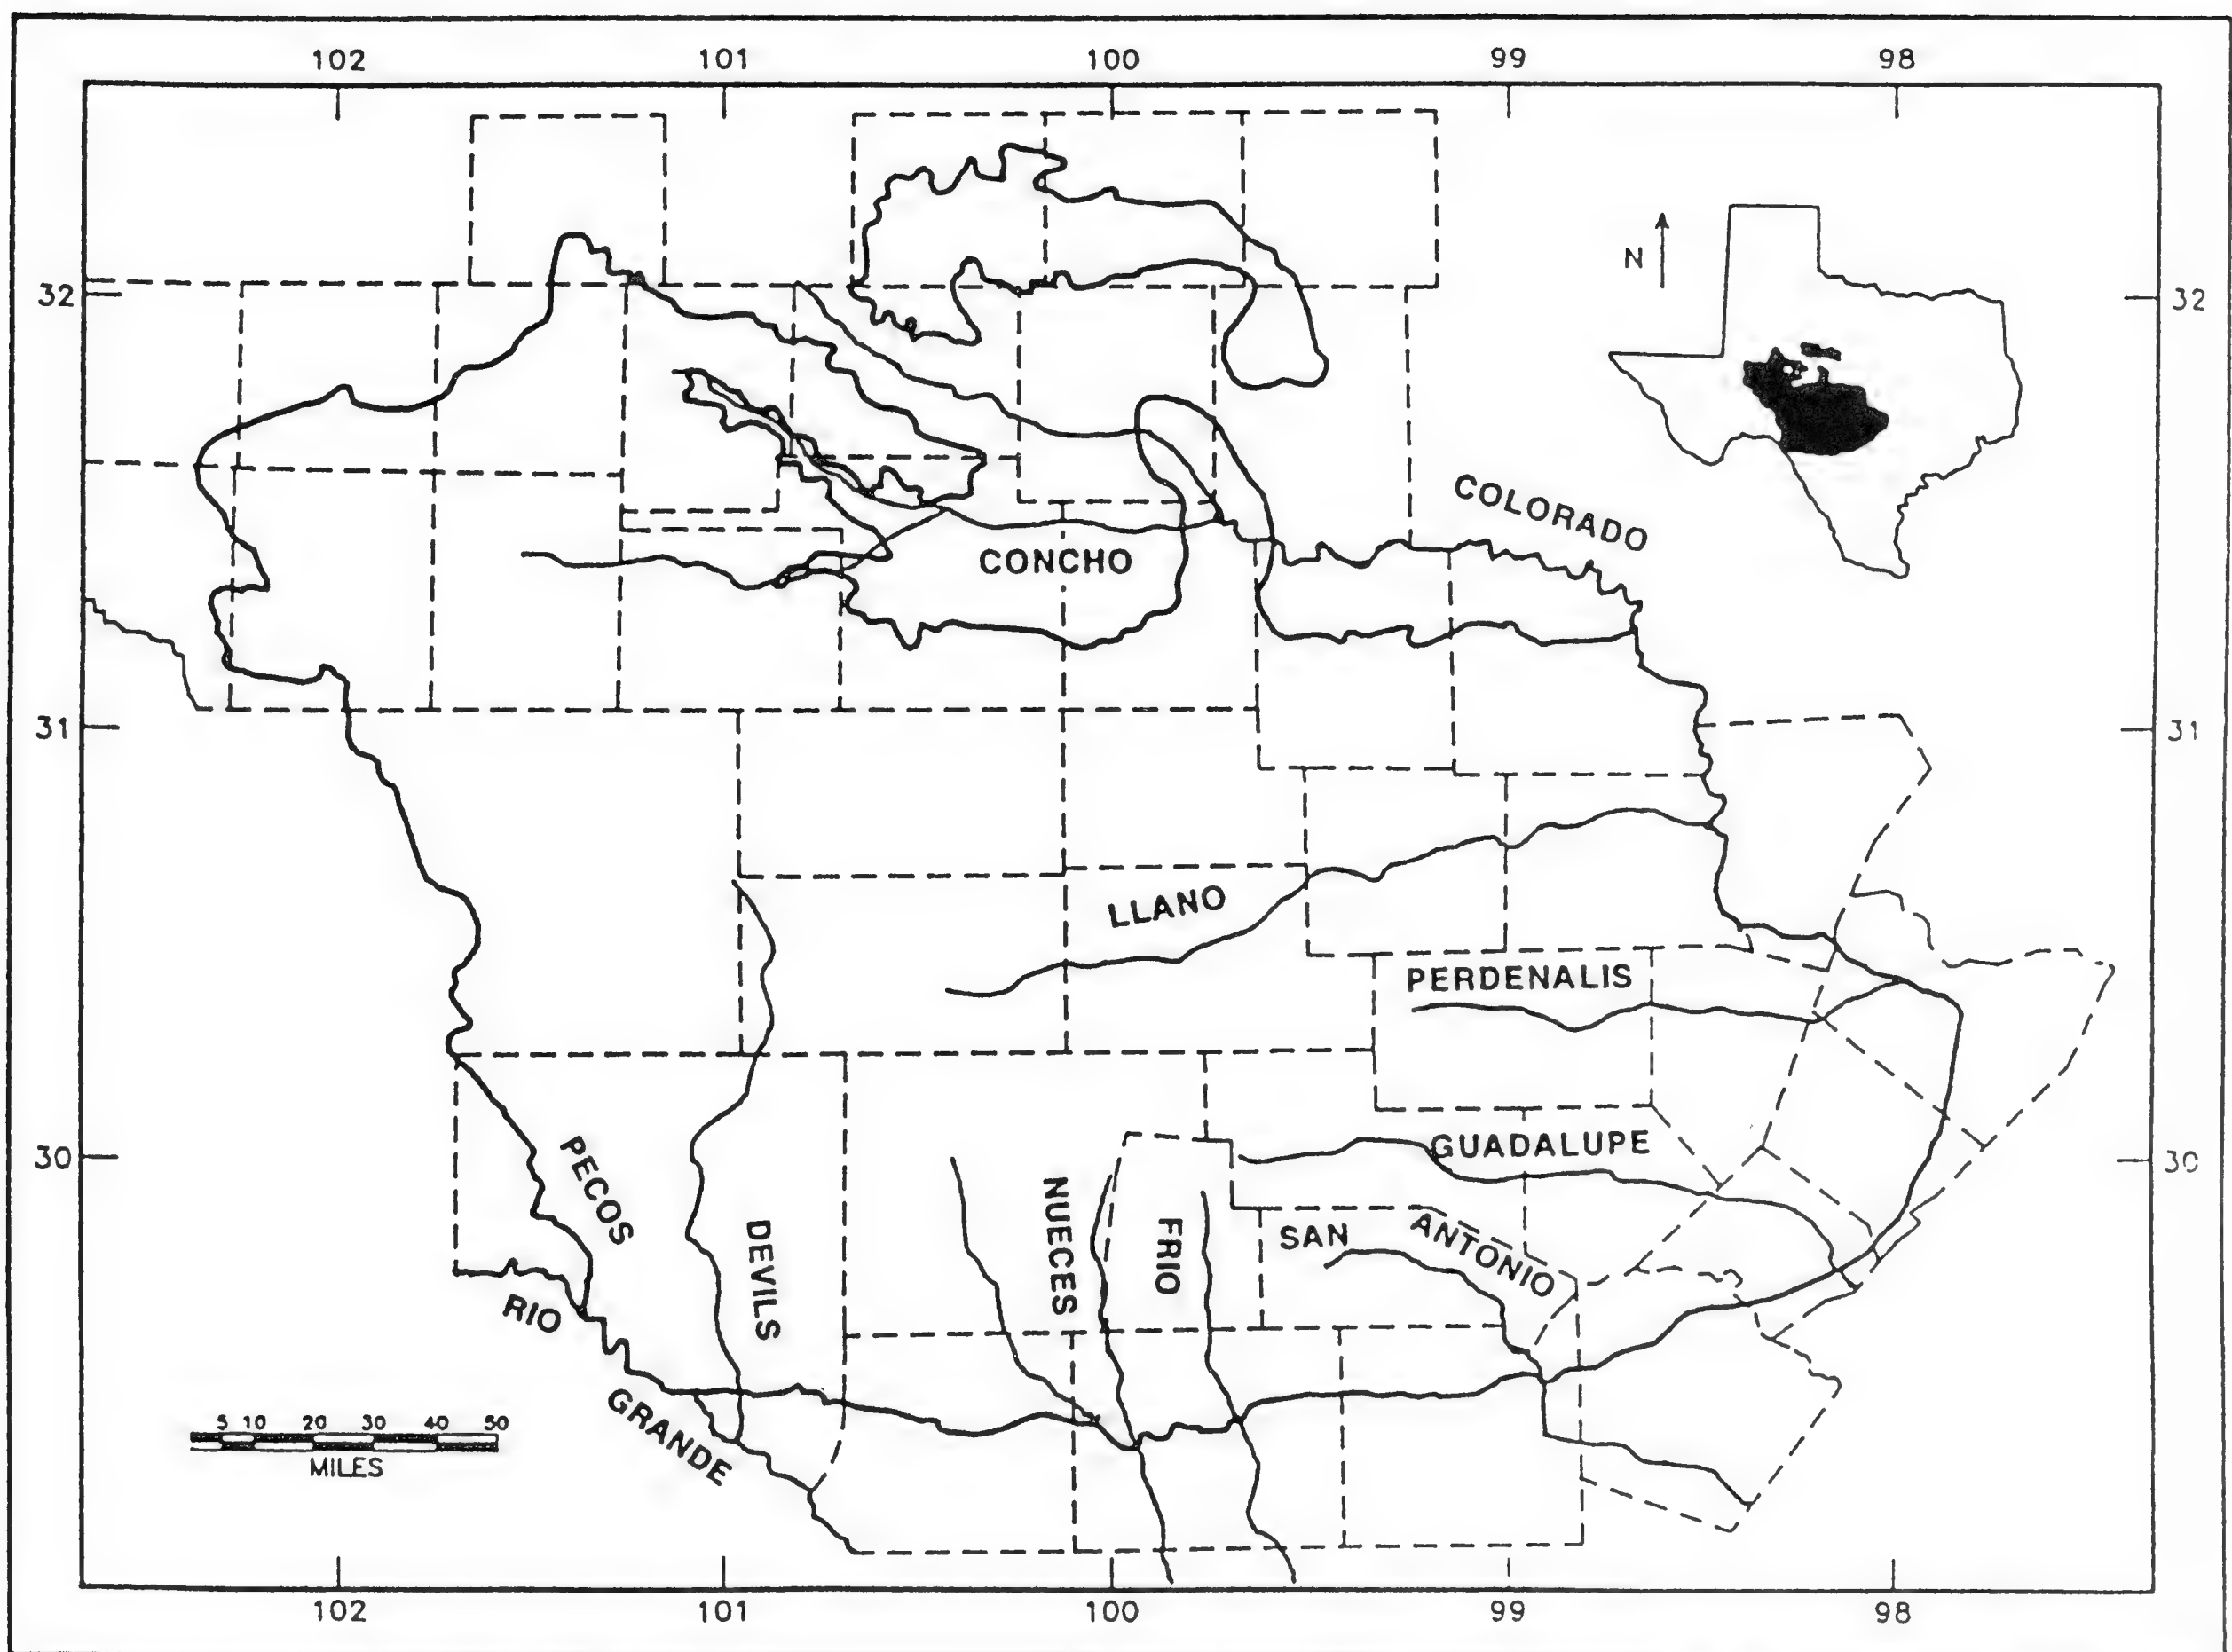 102 101 100 99 98
N
32 32
COLORADO
CONCHO
31 31
LLANO
PERDENALIS
GUADALUPE
30 30
PECOS
NUECES
FRIO
SAN ANTONIO
DEVILS
RIO GRANDE
5 10 20 30 40 50
MILES
102 101 100 99 98